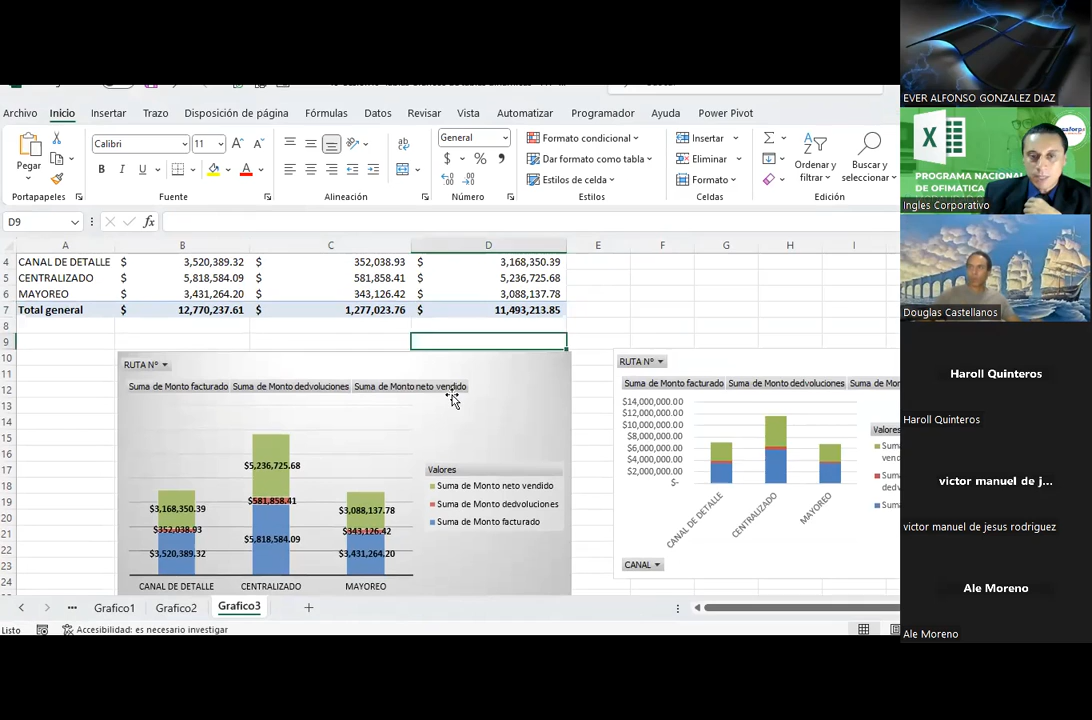 Archivo Inicio Insertar Trazo Disposición de página Fórmulas Datos Revisar Vista Automatizar Programador Ayuda Power Pivot
Pegar
Portapapeles
Calibri 11
N K S
Fuente
Alineación
General
$ %
Número
Formato condicional
Dar formato como tabla
Estilos de celda
Estilos
Insertar
Eliminar
Formato
Celdas
Ordenar y filtrar
Buscar y seleccionar
Edición
D9 fx
A B C D E F G H I
4 CANAL DE DETALLE $ 3,520,389.32 $ 352,038.93 $ 3,168,350.39
5 CENTRALIZADO $ 5,818,584.09 $ 581,858.41 $ 5,236,725.68
6 MAYOREO $ 3,431,264.20 $ 343,126.42 $ 3,088,137.78
7 Total general $ 12,770,237.61 $ 1,277,023.76 $ 11,493,213.85
8
9
10
11
12
13
14
15
16
17
18
19
20
21
22
23
24
RUTA N°
Suma de Monto facturado Suma de Monto dedvoluciones Suma de Monto neto vendido
$5,236,725.68
$581,858.41
$5,818,584.09
$3,168,350.39
$352,038.93
$3,520,389.32
$3,088,137.78
$343,126.42
$3,431,264.20
CANAL DE DETALLE CENTRALIZADO MAYOREO
Valores
Suma de Monto neto vendido
Suma de Monto dedvoluciones
Suma de Monto facturado
RUTA N°
Suma de Monto facturado Suma de Monto dedvoluciones Suma de Mon
$14,000,000.00
$12,000,000.00
$10,000,000.00
$8,000,000.00
$6,000,000.00
$4,000,000.00
$2,000,000.00
$-
CANAL DE DETALLE
CENTRALIZADO
MAYOREO
Valores
Sum
vend
Sum
dedv
Sum
CANAL
Grafico1 Grafico2 Grafico3
Listo Accesibilidad: es necesario investigar
EVER ALFONSO GONZALEZ DIAZ
PROGRAMA NACIONAL
DE OFIMÁTICA
Ingles Corporativo
Douglas Castellanos
Haroll Quinteros
Haroll Quinteros
victor manuel de j...
victor manuel de jesus rodriguez
Ale Moreno
Ale Moreno